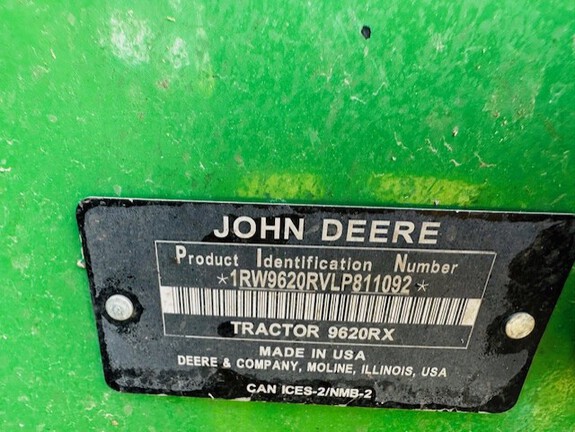 JOHN DEERE
Product Identification Number
*1RW9620RVLP811092*
TRACTOR 9620RX
MADE IN USA
DEERE & COMPANY, MOLINE, ILLINOIS, USA
CAN ICES-2/NMB-2